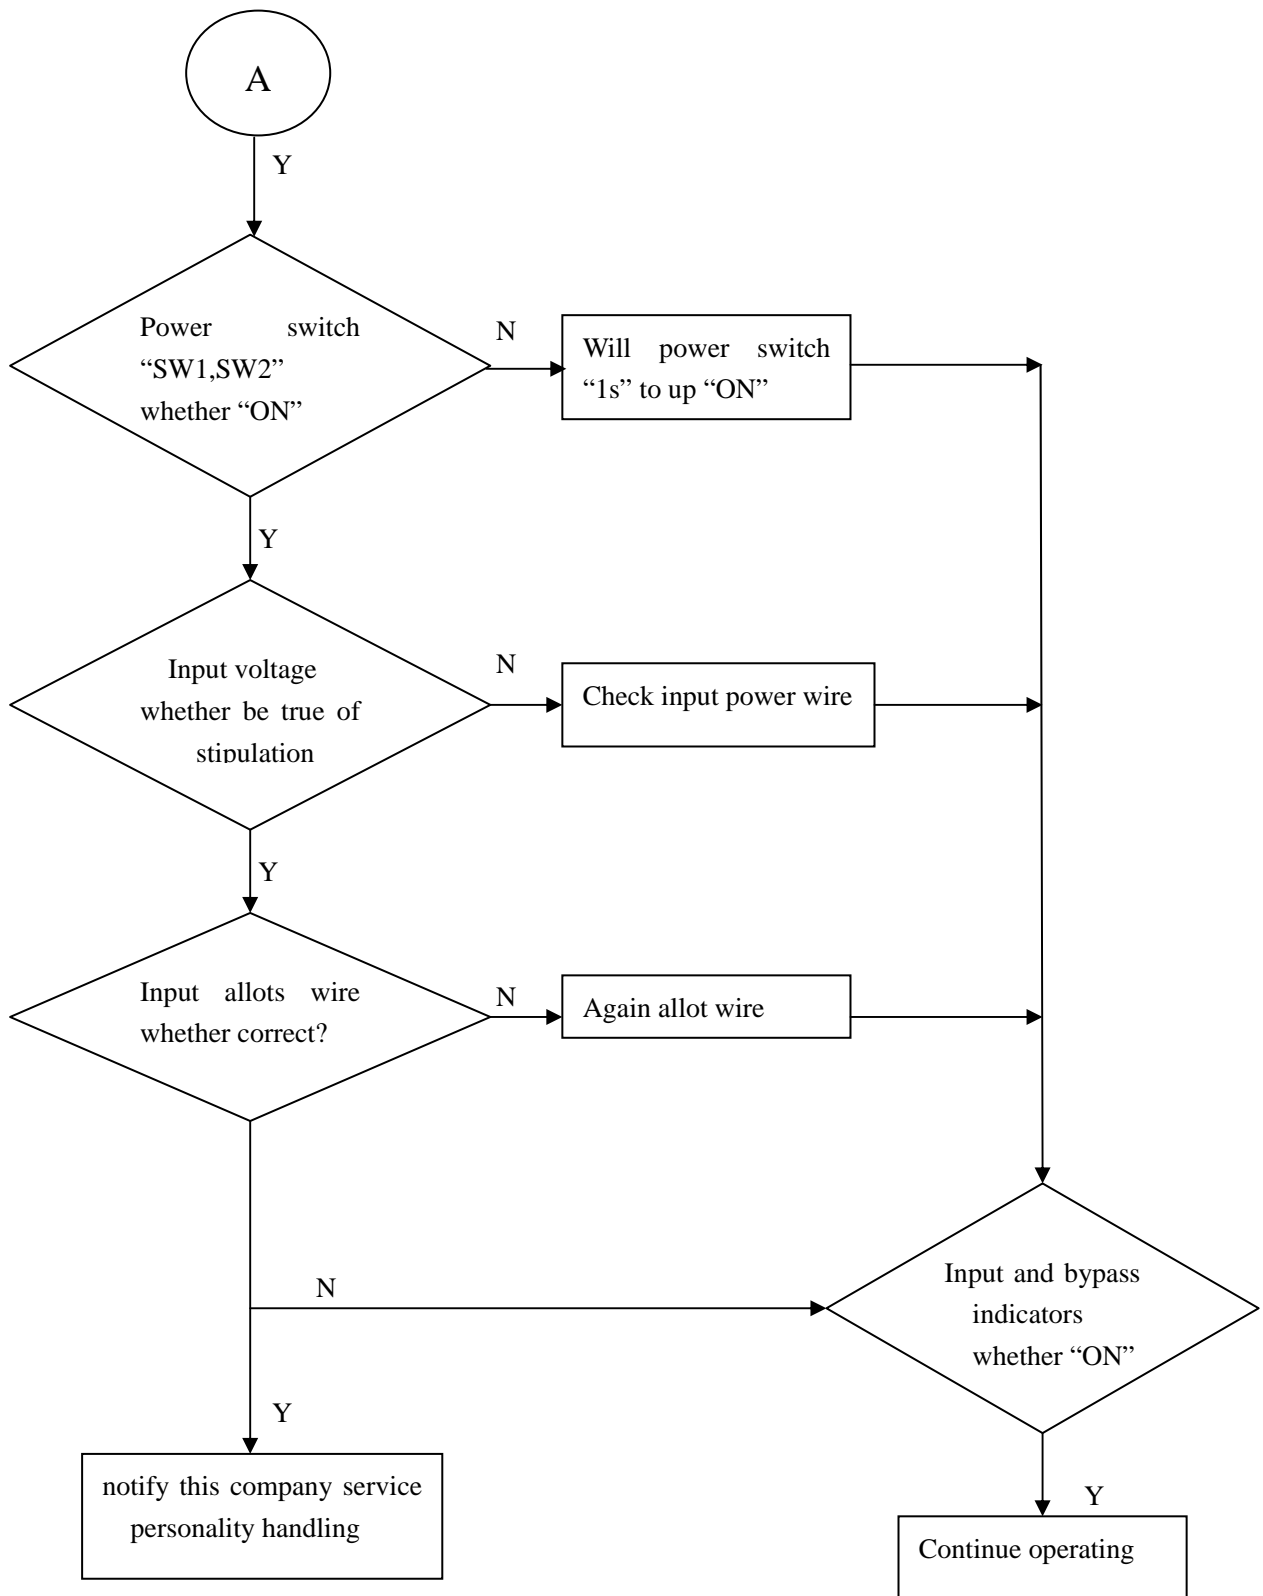 A
Y
Power switch
“SW1,SW2”
whether “ON”
N
Will power switch
“1s” to up “ON”
Y
Input voltage
whether be true of
stipulation
N
Check input power wire
Y
Input allots wire
whether correct?
N
Again allot wire
N
Input and bypass
indicators
whether “ON”
Y
notify this company service
personality handling
Y
Continue operating